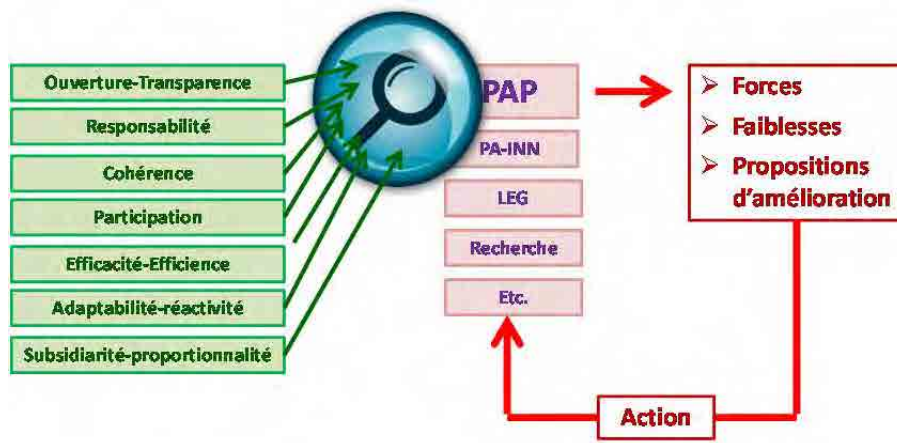 Ouverture-Transparence
Responsabilité
Cohérence
Participation
Efficacité-Efficience
Adaptabilité-réactivité
Subsidiarité-proportionnalité
PAP
PA-INN
LEG
Recherche
Etc.
Forces
Faiblesses
Propositions
d'amélioration
Action